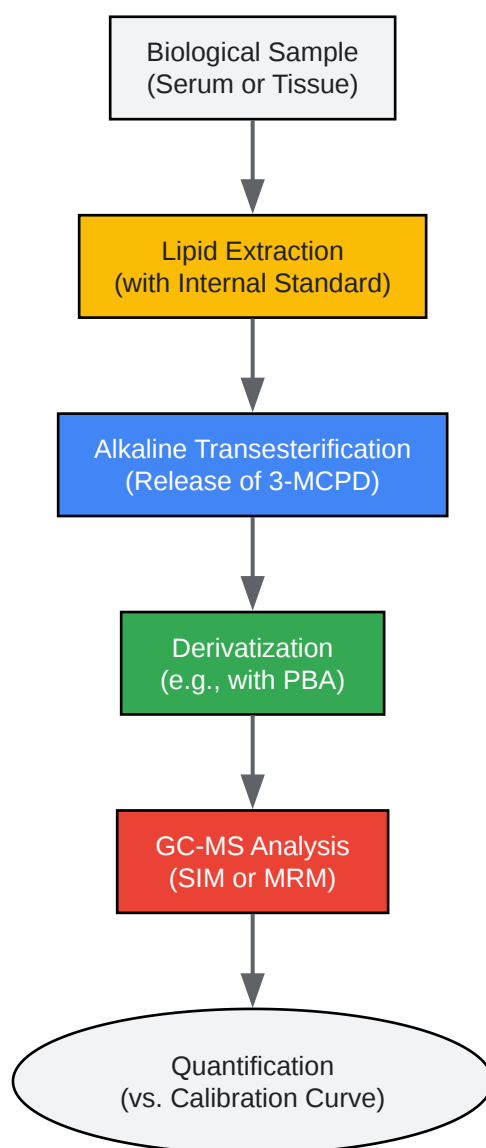 Biological Sample
(Serum or Tissue)
Lipid Extraction
(with Internal Standard)
Alkaline Transesterification
(Release of 3-MCPD)
Derivatization
(e.g., with PBA)
GC-MS Analysis
(SIM or MRM)
Quantification
(vs. Calibration Curve)